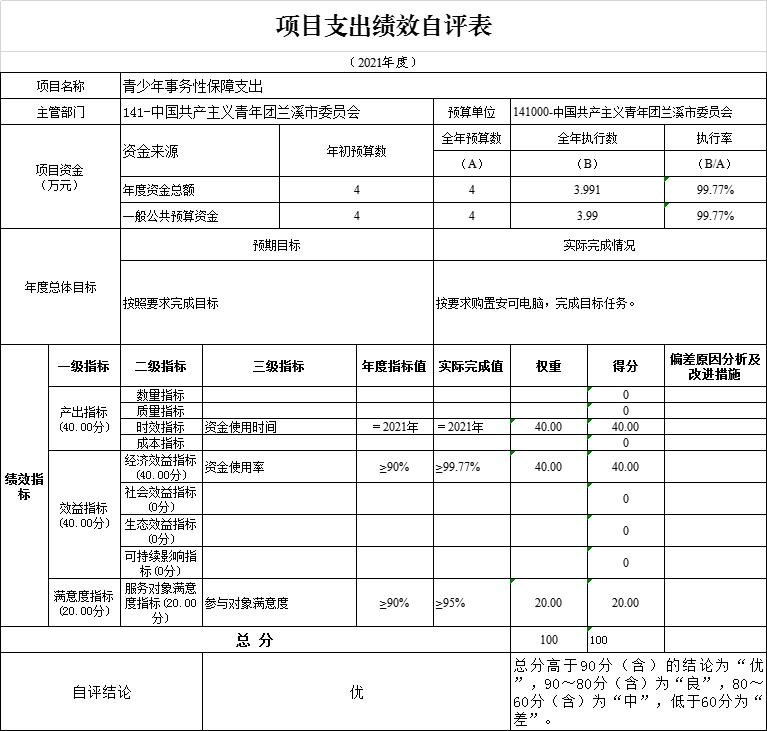 项目支出绩效自评表
（2021年度）
项目名称 青少年事务性保障支出
主管部门 141-中国共产主义青年团兰溪市委员会 预算单位 141000-中国共产主义青年团兰溪市委员会
项目资金（万元） 资金来源 年初预算数 全年预算数 全年执行数 执行率
（A） （B） (B/A)
年度资金总额 4 4 3.991 99.77%
一般公共预算资金 4 4 3.99 99.77%
年度总体目标 预期目标 实际完成情况
按照要求完成目标 按要求购置安可电脑，完成目标任务。
绩效指标 一级指标 二级指标 三级指标 年度指标值 实际完成值 权重 得分 偏差原因分析及改进措施
产出指标(40.00分) 数量指标 0
质量指标 0
时效指标 资金使用时间 ＝2021年 ＝2021年 40.00 40.00
成本指标 0
效益指标(40.00分) 经济效益指标(40.00分) 资金使用率 ≥90% ≥99.77% 40.00 40.00
社会效益指标(0分) 0
生态效益指标(0分) 0
可持续影响指标(0分) 0
满意度指标(20.00分) 服务对象满意度指标(20.00分) 参与对象满意度 ≥90% ≥95% 20.00 20.00
总 分 100 100
自评结论 优 总分高于90分（含）的结论为“优
”，90～80分（含）为“良”，80～
60分（含）为“中”，低于60分为“
差”。